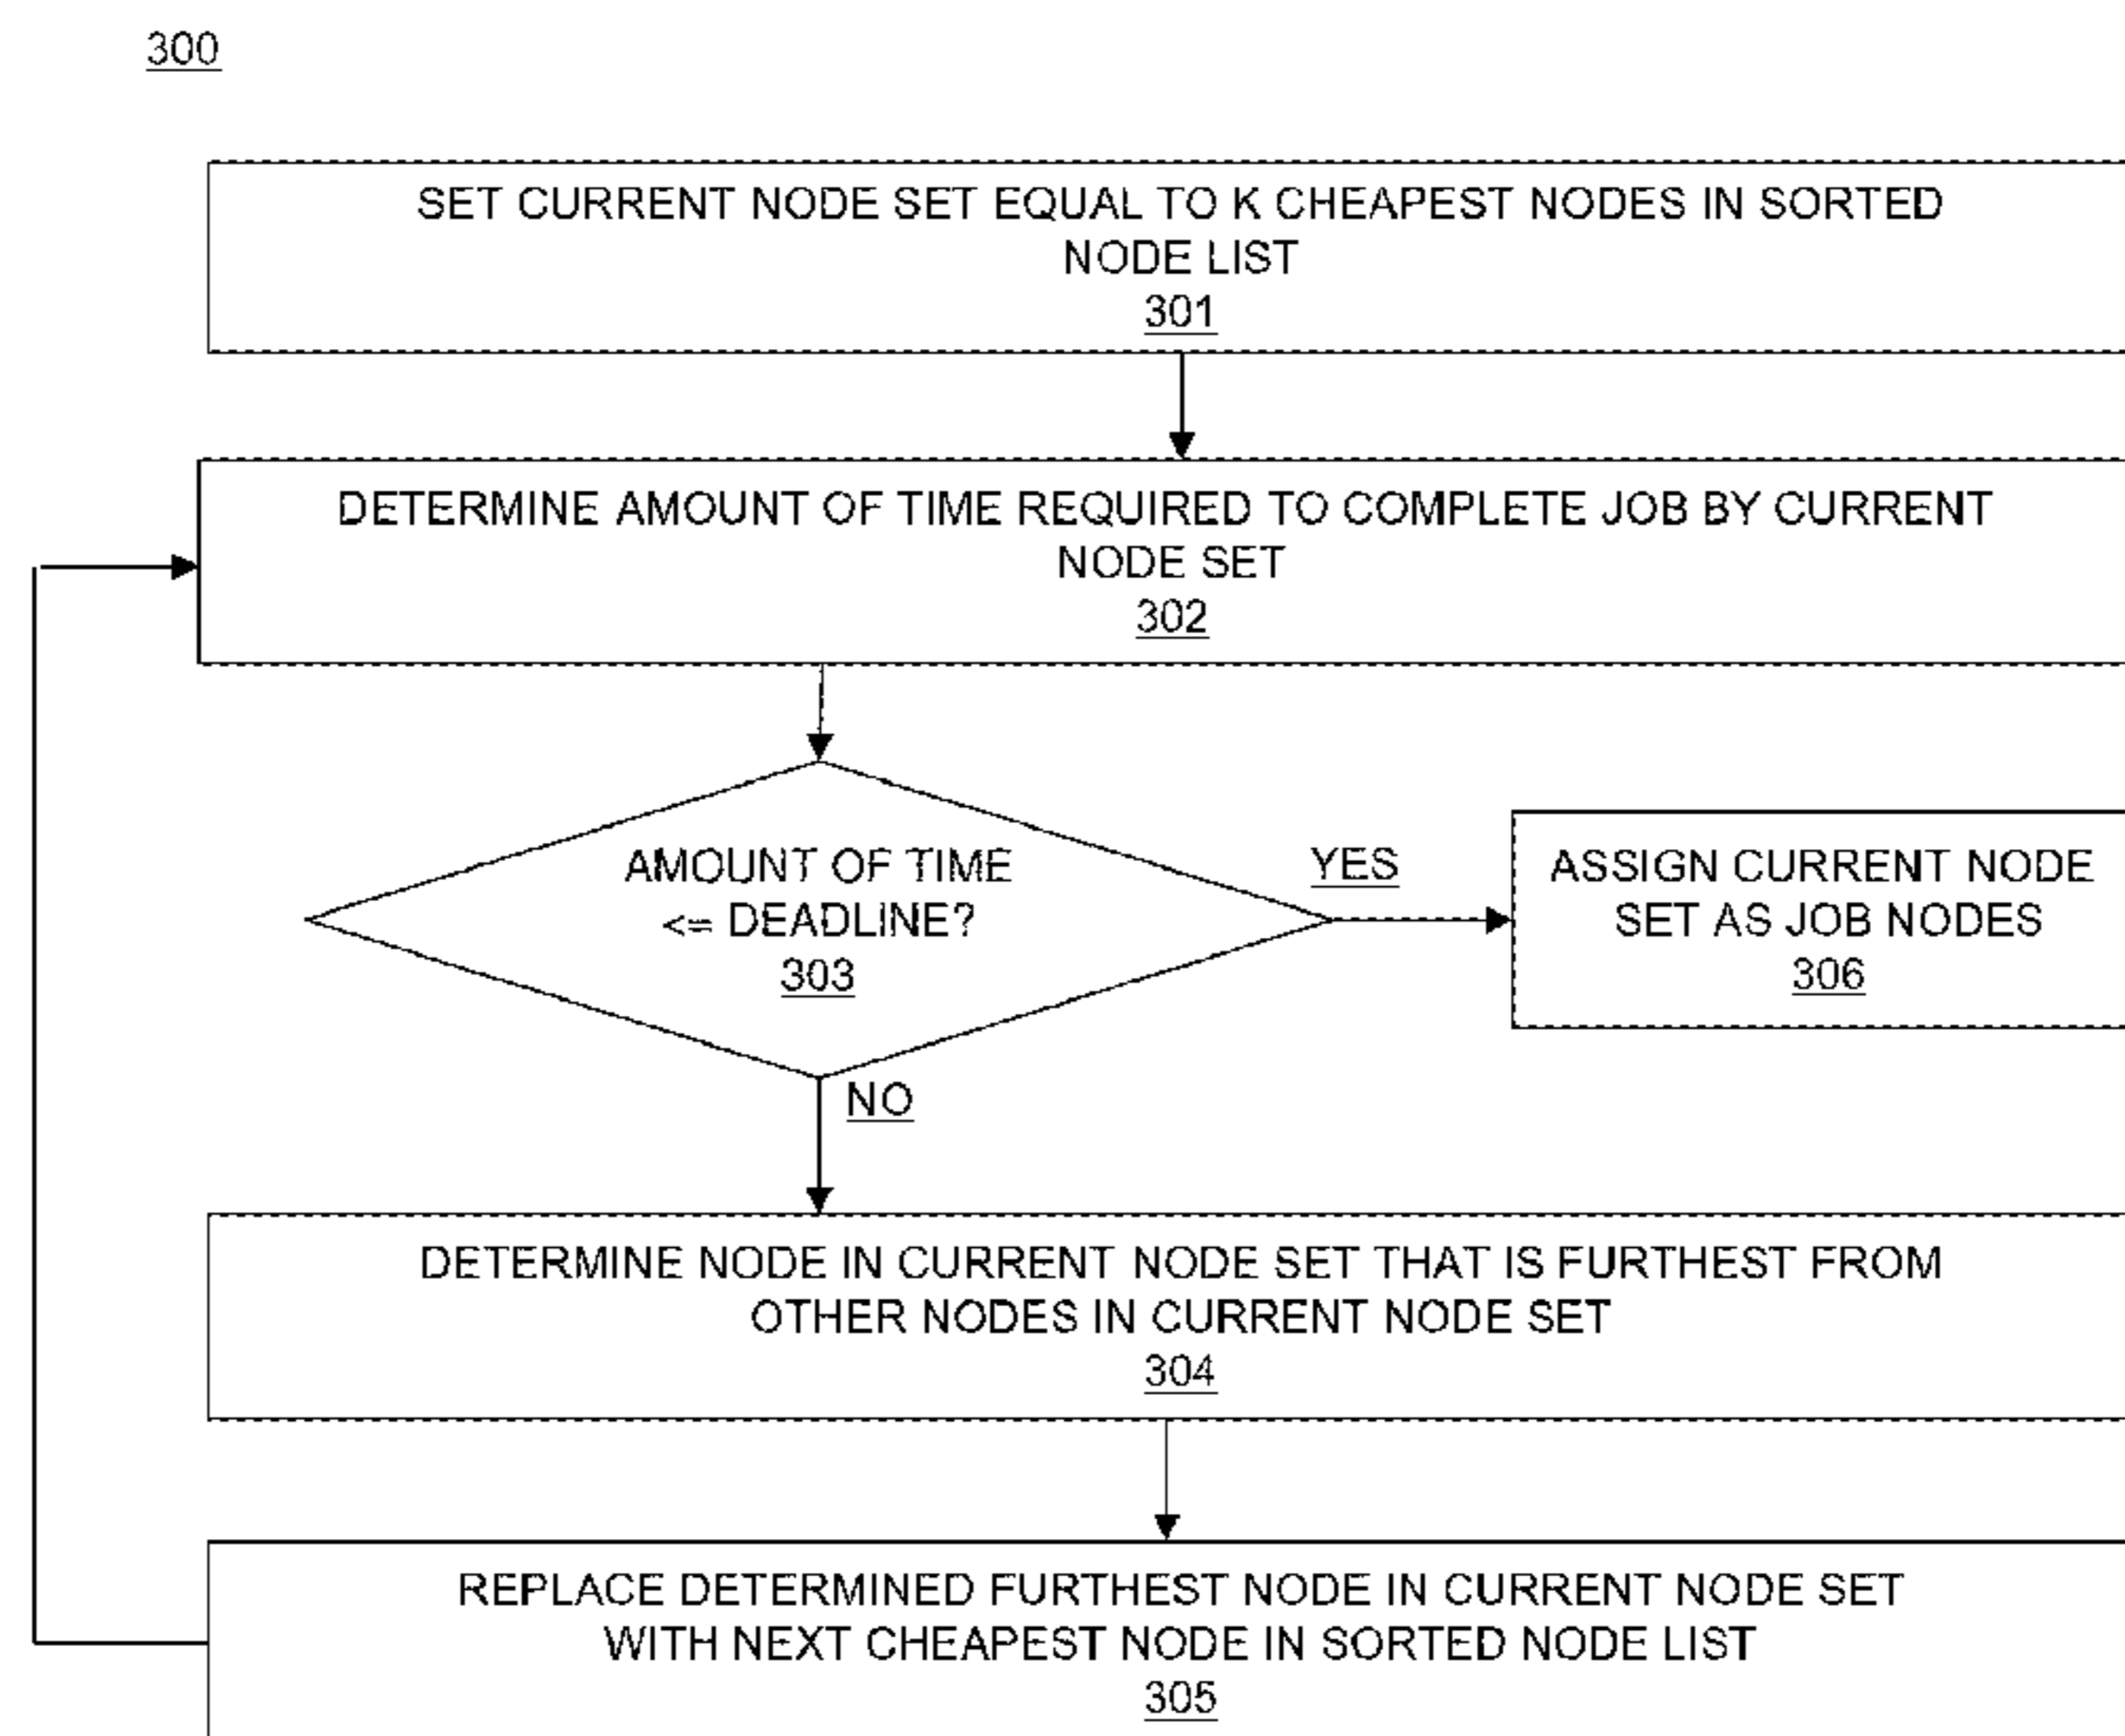 300
SET CURRENT NODE SET EQUAL TO K CHEAPEST NODES IN SORTED
NODE LIST
301
DETERMINE AMOUNT OF TIME REQUIRED TO COMPLETE JOB BY CURRENT
NODE SET
302
AMOUNT OF TIME
<= DEADLINE?
303
YES
ASSIGN CURRENT NODE
SET AS JOB NODES
306
NO
DETERMINE NODE IN CURRENT NODE SET THAT IS FURTHEST FROM
OTHER NODES IN CURRENT NODE SET
304
REPLACE DETERMINED FURTHEST NODE IN CURRENT NODE SET
WITH NEXT CHEAPEST NODE IN SORTED NODE LIST
305